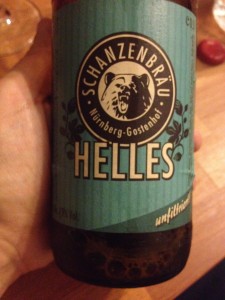 SCHANZENBRÄU
Nürnberg-Gostenhof
HELLES
unfiltriert